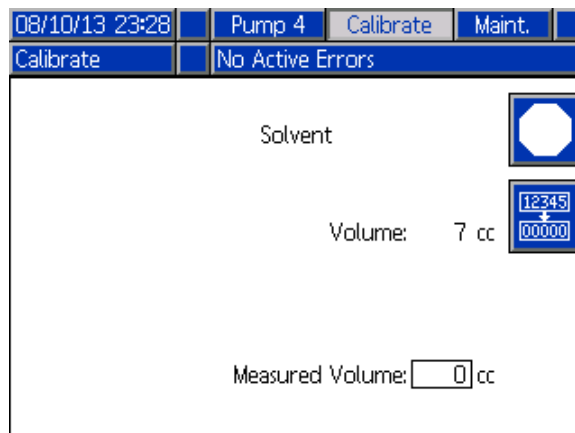 08/10/13 23:28 Pump 4 Calibrate Maint.
Calibrate No Active Errors
Solvent
12345
00000
Volume: 7 cc
Measured Volume: 0 cc